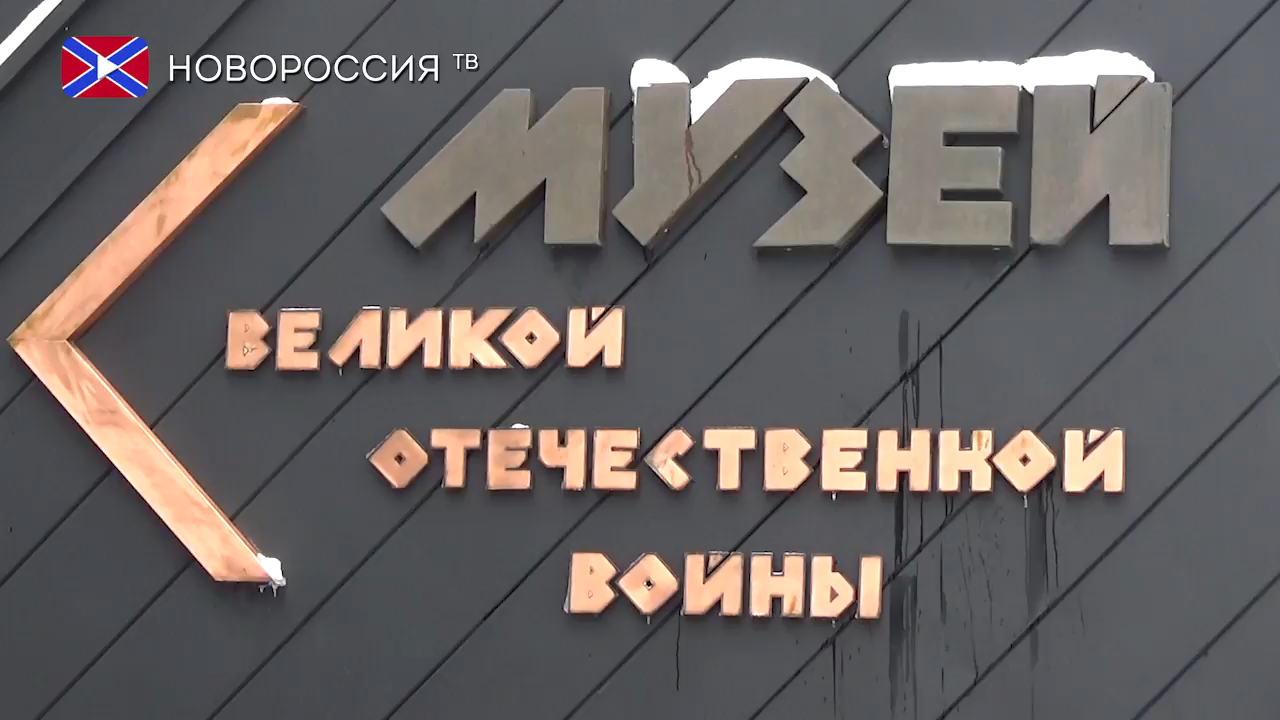 НОВОРОССИЯ ТВ
МУЗЕЙ
ВЕЛИКОЙ
ОТЕЧЕСТВЕННОЙ
ВОЙНЫ